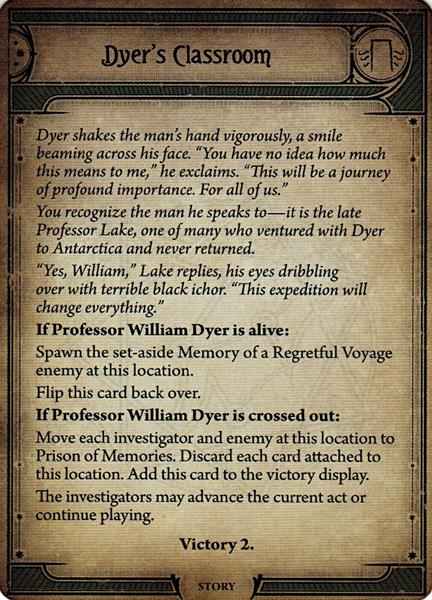 Dyer's Classroom
Dyer shakes the man's hand vigorously, a smile
beaming across his face. “You have no idea how much
this means to me,” he exclaims. “This will be a journey
of profound importance. For all of us.”
You recognize the man he speaks to—it is the late
Professor Lake, one of many who ventured with Dyer
to Antarctica and never returned.
“Yes, William,” Lake replies, his eyes dribbling
over with terrible black ichor. “This expedition will
change everything.”
If Professor William Dyer is alive:
Spawn the set-aside Memory of a Regretful Voyage
enemy at this location.
Flip this card back over.
If Professor William Dyer is crossed out:
Move each investigator and enemy at this location to
Prison of Memories. Discard each card attached to
this location. Add this card to the victory display.
The investigators may advance the current act or
continue playing.
Victory 2.
STORY